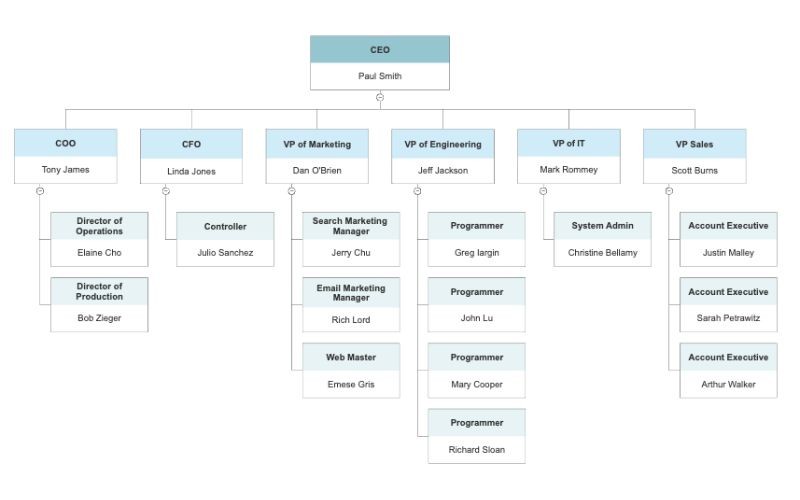 CEO
Paul Smith
COO
Tony James
CFO
Linda Jones
VP of Marketing
Dan O'Brien
VP of Engineering
Jeff Jackson
VP of IT
Mark Rommey
VP Sales
Scott Burns
Director of
Operations
Elaine Cho
Director of
Production
Bob Zieger
Controller
Julio Sanchez
Search Marketing
Manager
Jerry Chu
Email Marketing
Manager
Rich Lord
Web Master
Emese Gris
Programmer
Greg Iargin
Programmer
John Lu
Programmer
Mary Cooper
Programmer
Richard Sloan
System Admin
Christine Bellamy
Account Executive
Justin Malley
Account Executive
Sarah Petrawitz
Account Executive
Arthur Walker